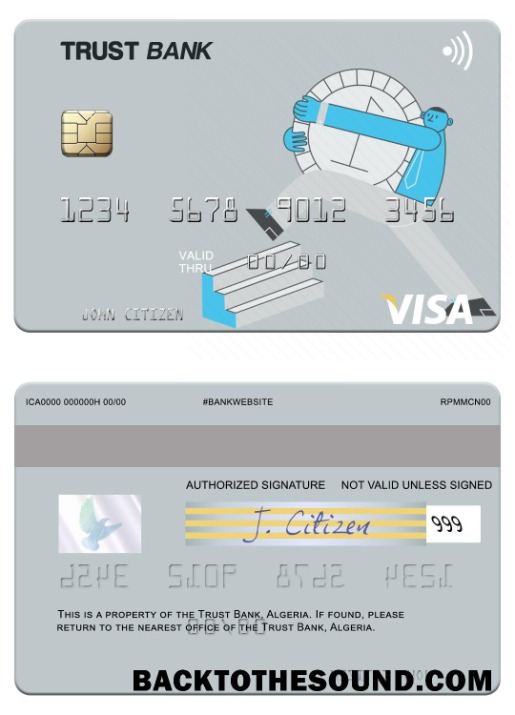 TRUST BANK
1234 5678 9012 3456
VALID
THRU 00/00
JOHN CITIZEN
VISA
ICA0000 000000H 00/00 #BANKWEBSITE RPMMCN00
AUTHORIZED SIGNATURE NOT VALID UNLESS SIGNED
J. Citizen 999
THIS IS A PROPERTY OF THE TRUST BANK, ALGERIA. IF FOUND, PLEASE
RETURN TO THE NEAREST OFFICE OF THE TRUST BANK, ALGERIA.
BACKTOTHESOUND.COM